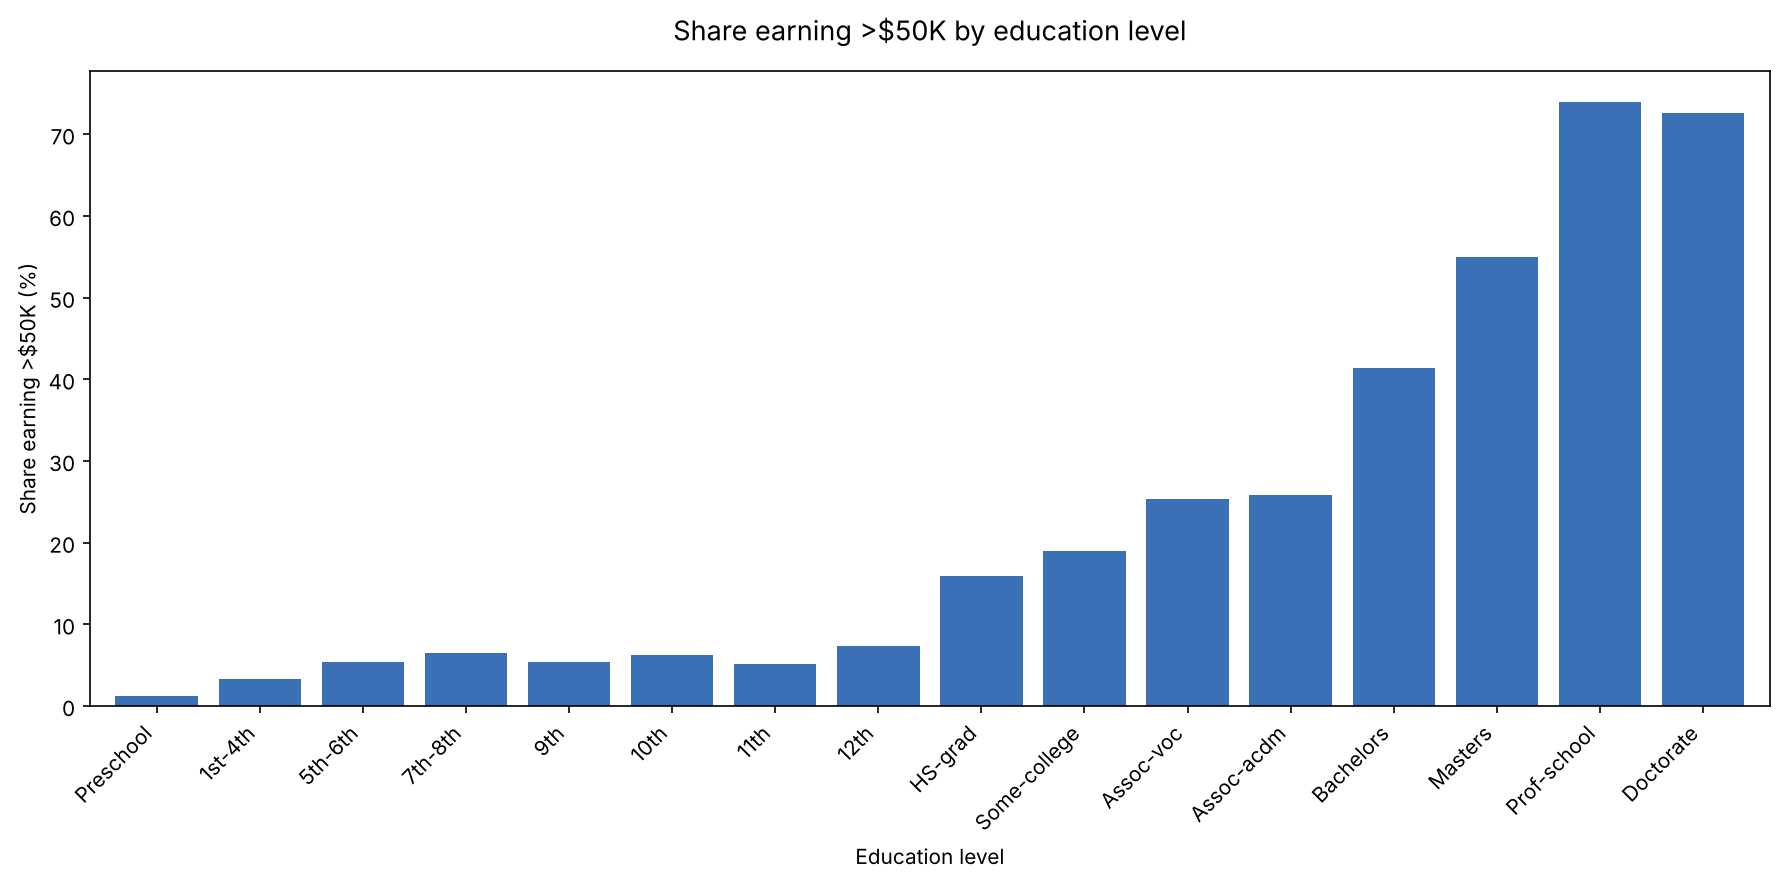 Share earning >$50K by education level
Share earning >$50K (%)
70
60
50
40
30
20
10
0
Preschool
1st-4th
5th-6th
7th-8th
9th
10th
11th
12th
HS-grad
Some-college
Assoc-voc
Assoc-acdm
Bachelors
Masters
Prof-school
Doctorate
Education level